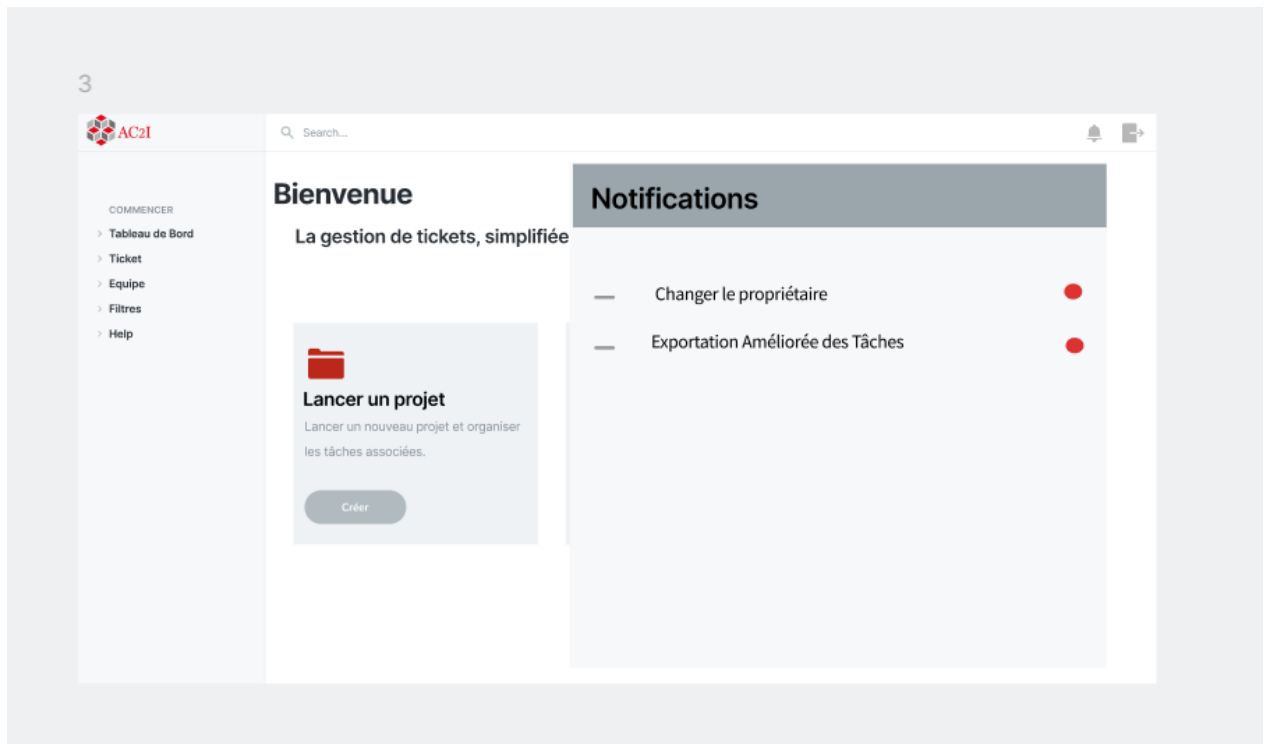 3
AC2I
Search...
COMMENCER
Tableau de Bord
Ticket
Equipe
Filtres
Help
Bienvenue
La gestion de tickets, simplifiée
Lancer un projet
Lancer un nouveau projet et organiser
les tâches associées.
Créer
Notifications
Changer le propriétaire
Exportation Améliorée des Tâches